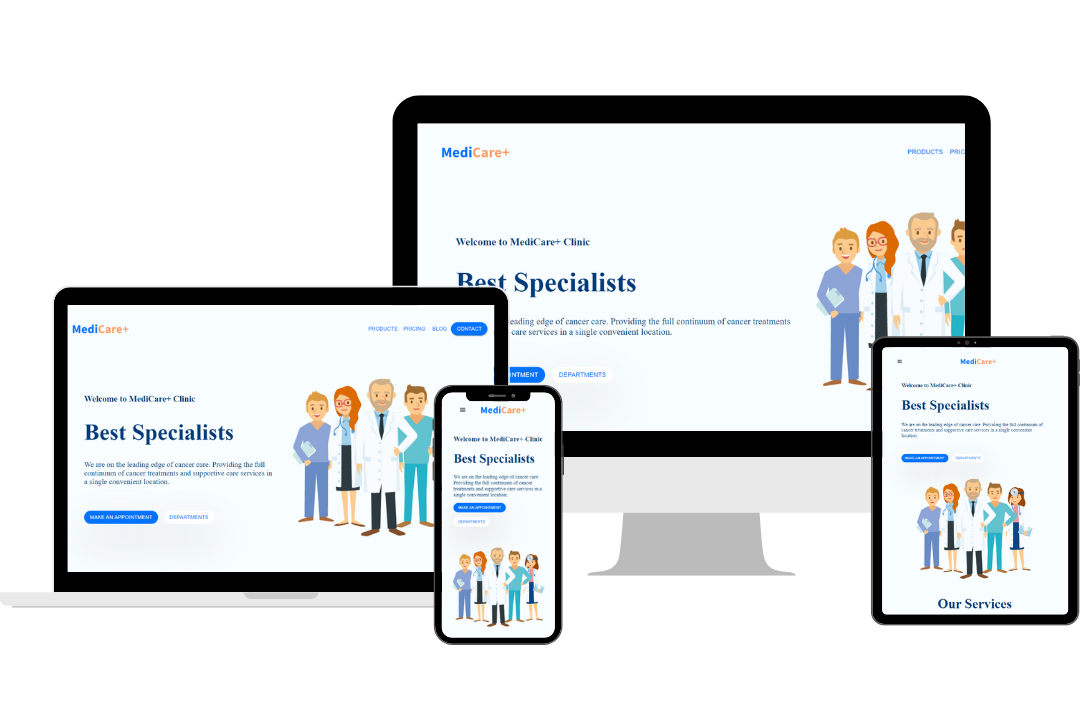 MediCare+
PRODUCTS PRIC
Welcome to MediCare+ Clinic
Best Specialists
leading edge of cancer care. Providing the full continuum of cancer treatments
care services in a single convenient location.
INTMENT DEPARTMENTS
MediCare+
PRODUCTS PRICING BLOG CONTACT
Welcome to MediCare+ Clinic
Best Specialists
We are on the leading edge of cancer care. Providing the full
continuum of cancer treatments and supportive care services in
a single convenient location.
MAKE AN APPOINTMENT DEPARTMENTS
MediCare+
Welcome to MediCare+ Clinic
Best Specialists
We are on the leading edge of cancer care.
Providing the full continuum of cancer
treatments and supportive care services in a
single convenient location.
MAKE AN APPOINTMENT
DEPARTMENTS
MediCare+
Welcome to MediCare+ Clinic
Best Specialists
We are on the leading edge of cancer care. Providing the full continuum of
cancer treatments and supportive care services in a single convenient
location.
MAKE AN APPOINTMENT DEPARTMENTS
Our Services